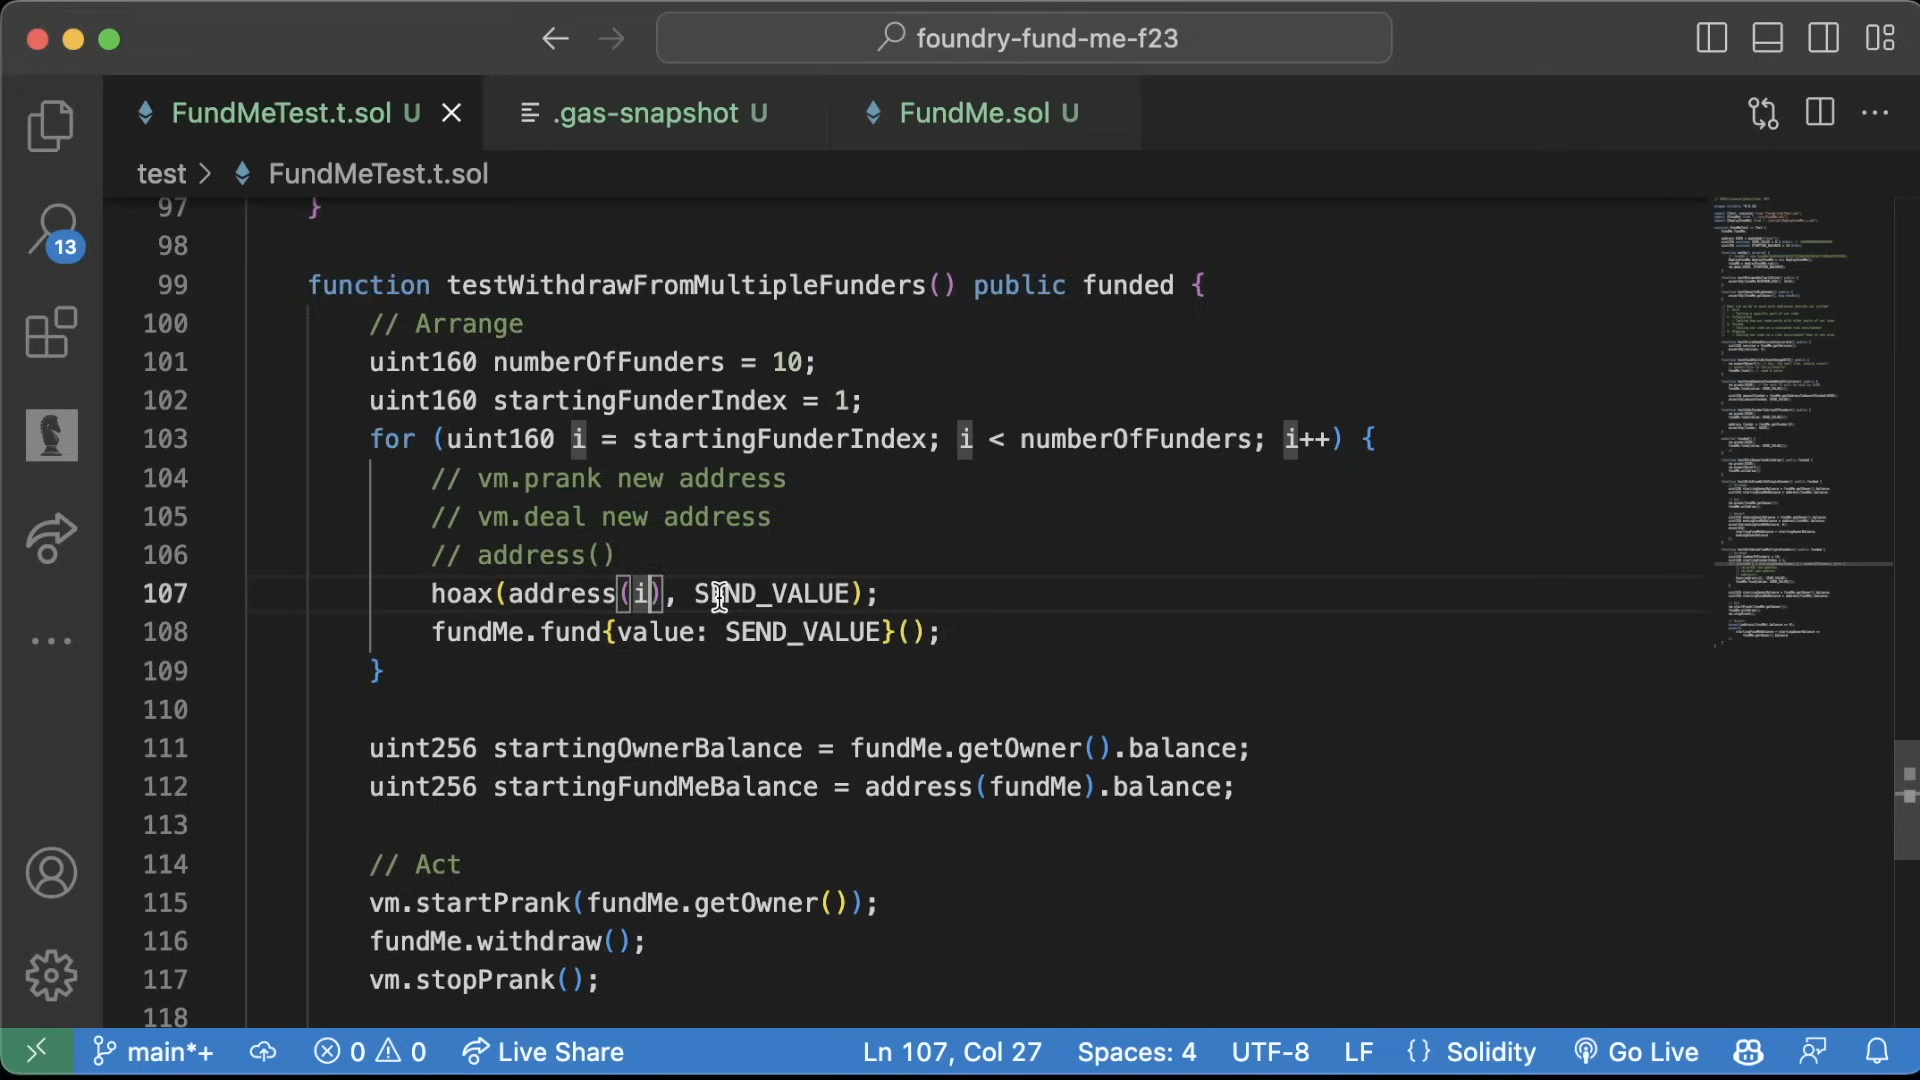 foundry-fund-me-f23
FundMeTest.t.sol U
.gas-snapshot U
FundMe.sol U
test > FundMeTest.t.sol
13
97 }
98
99 function testWithdrawFromMultipleFunders() public funded {
100 // Arrange
101 uint160 numberOfFunders = 10;
102 uint160 startingFunderIndex = 1;
103 for (uint160 i = startingFunderIndex; i < numberOfFunders; i++) {
104 // vm.prank new address
105 // vm.deal new address
106 // address()
107 hoax(address(i), SEND_VALUE);
108 fundMe.fund{value: SEND_VALUE}();
109 }
110
111 uint256 startingOwnerBalance = fundMe.getOwner().balance;
112 uint256 startingFundMeBalance = address(fundMe).balance;
113
114 // Act
115 vm.startPrank(fundMe.getOwner());
116 fundMe.withdraw();
117 vm.stopPrank();
118
main*+ 0 0 Live Share Ln 107, Col 27 Spaces: 4 UTF-8 LF {} Solidity Go Live